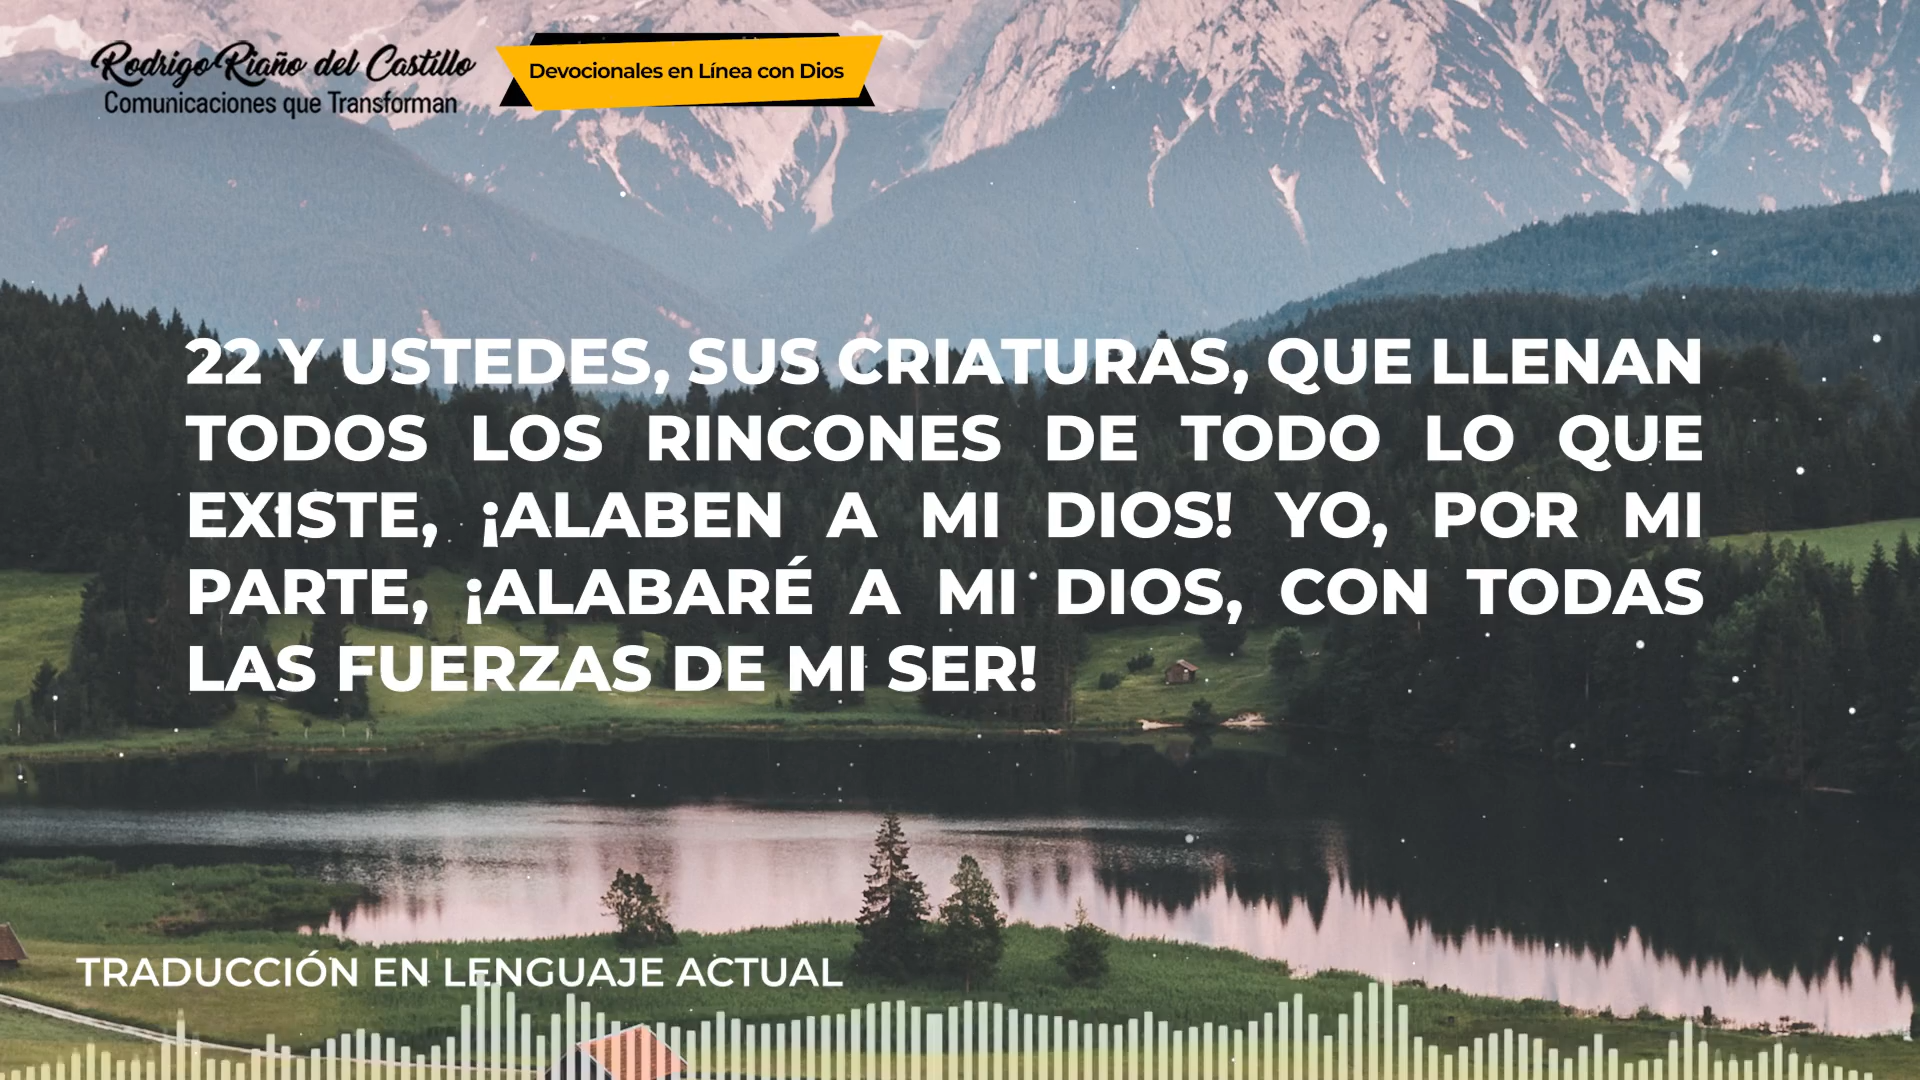 Rodrigo Riaño del Castillo
Comunicaciones que Transforman
Devocionales en Línea con Dios
22 Y USTEDES, SUS CRIATURAS, QUE LLENAN
TODOS LOS RINCONES DE TODO LO QUE
EXISTE, ¡ALABEN A MI DIOS! YO, POR MI
PARTE, ¡ALABARÉ A MI DIOS, CON TODAS
LAS FUERZAS DE MI SER!
TRADUCCIÓN EN LENGUAJE ACTUAL